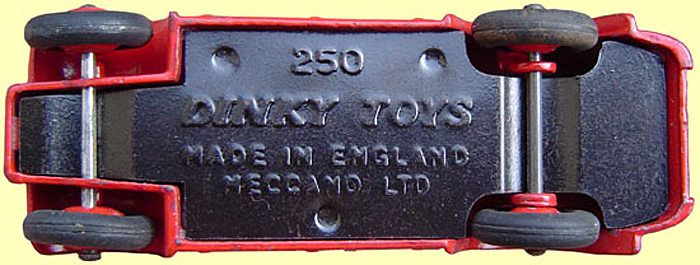 250
DINKY TOYS
MADE IN ENGLAND
MECCANO LTD